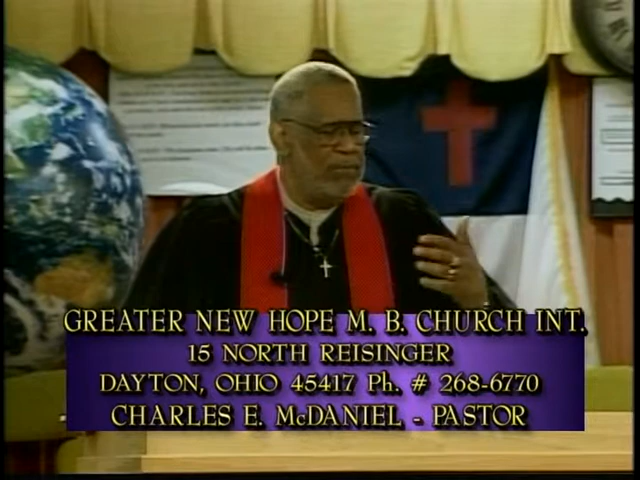 GREATER NEW HOPE M. B. CHURCH INT.
15 NORTH REISINGER
DAYTON, OHIO 45417 Ph. # 268-6770
CHARLES E. McDANIEL - PASTOR